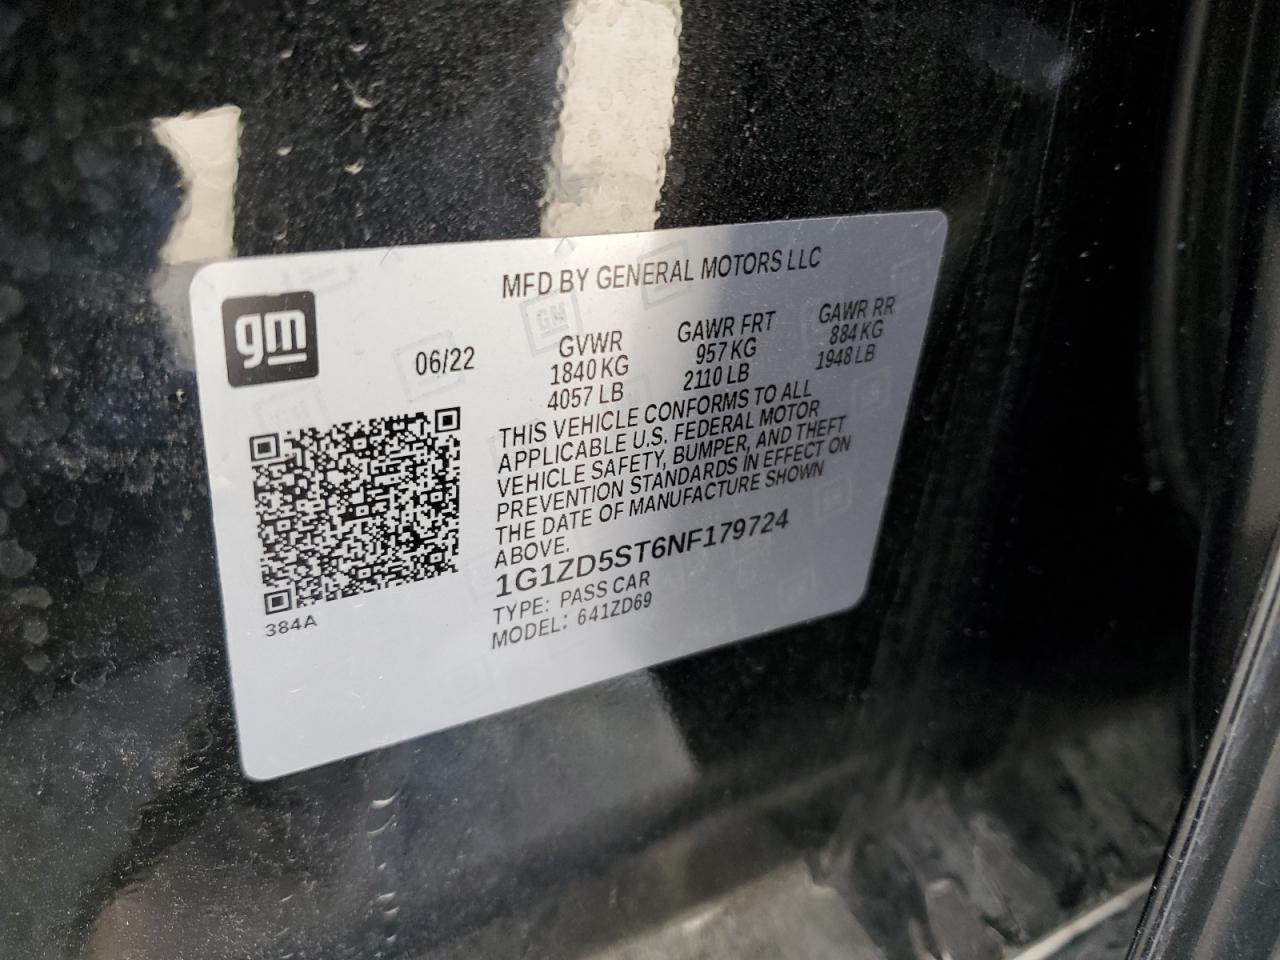 MFD BY GENERAL MOTORS LLC
gm
06/22
GVWR GAWR FRT GAWR RR
1840 KG 957 KG 884 KG
4057 LB 2110 LB 1948 LB
THIS VEHICLE CONFORMS TO ALL
APPLICABLE U.S. FEDERAL MOTOR
VEHICLE SAFETY, BUMPER, AND THEFT
PREVENTION STANDARDS IN EFFECT ON
THE DATE OF MANUFACTURE SHOWN
ABOVE.
1G1ZD5ST6NF179724
TYPE: PASS CAR
MODEL: 641ZD69
384A